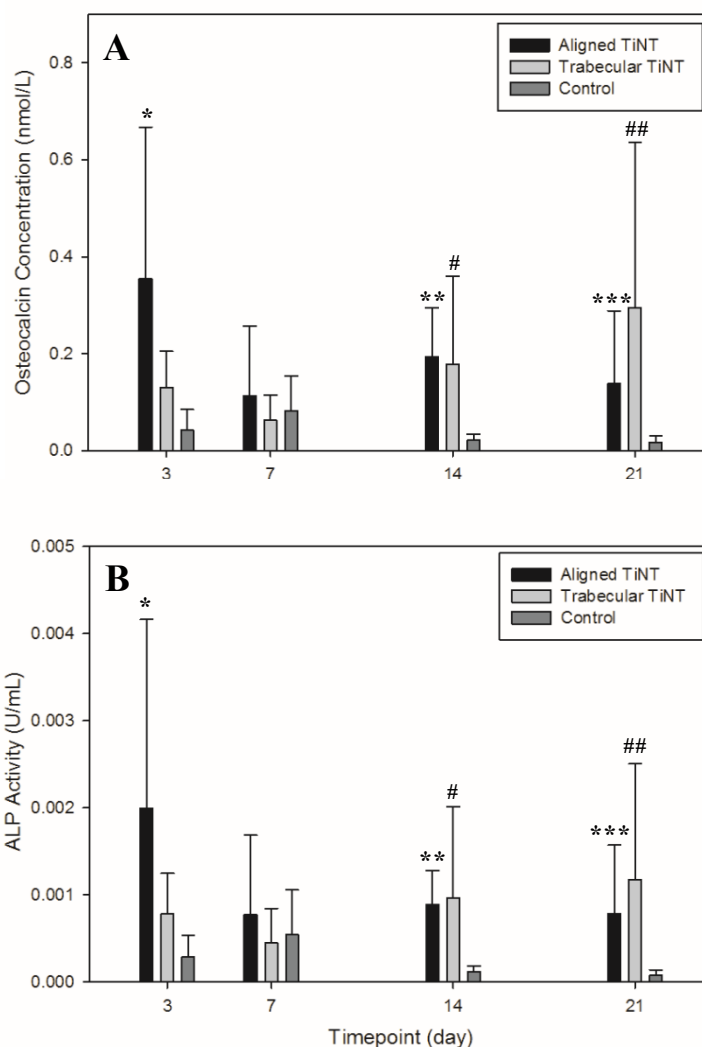 A
Aligned TiNT
Trabecular TiNT
Control
Osteocalcin Concentration (nmol/L)
0.8
0.6
0.4
0.2
0.0
*
**
#
***
##
3
7
14
21
B
Aligned TiNT
Trabecular TiNT
Control
ALP Activity (U/mL)
0.005
0.004
0.003
0.002
0.001
0.000
*
**
#
***
##
3
7
14
21
Timepoint (day)